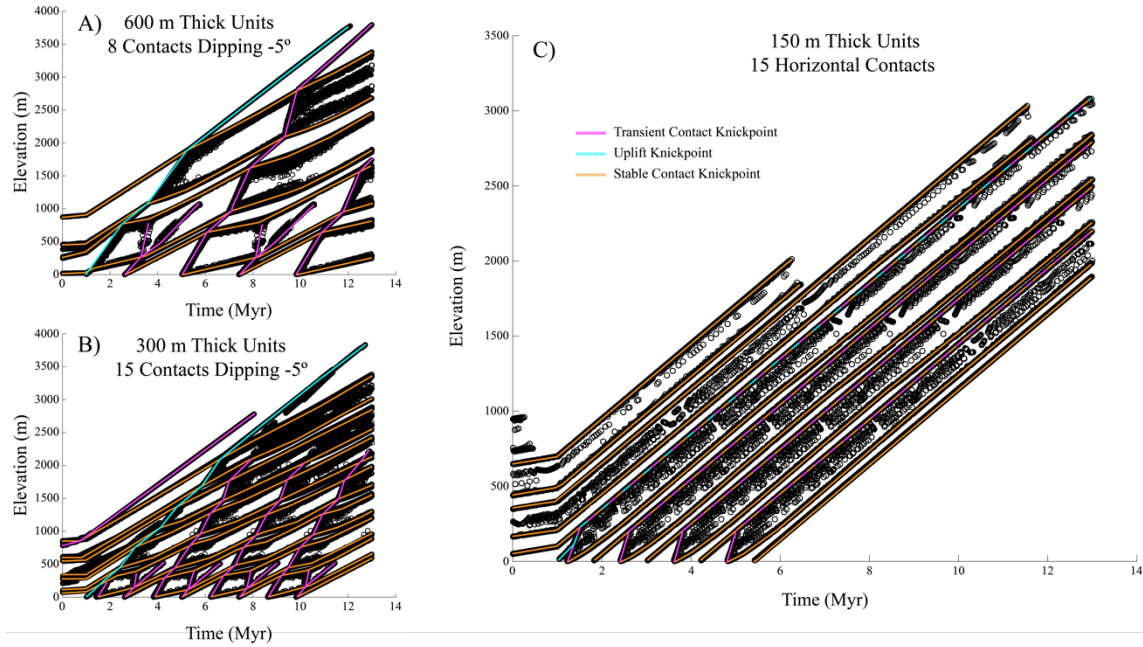 A)
600 m Thick Units
8 Contacts Dipping -5º
4000
3500
3000
2500
2000
1500
1000
500
0
Elevation (m)
0 2 4 6 8 10 12 14
Time (Myr)
B)
300 m Thick Units
15 Contacts Dipping -5º
4000
3500
3000
2500
2000
1500
1000
500
0
Elevation (m)
0 2 4 6 8 10 12 14
Time (Myr)
C)
150 m Thick Units
15 Horizontal Contacts
Transient Contact Knickpoint
Uplift Knickpoint
Stable Contact Knickpoint
3500
3000
2500
2000
1500
1000
500
0
Elevation (m)
0 2 4 6 8 10 12 14
Time (Myr)